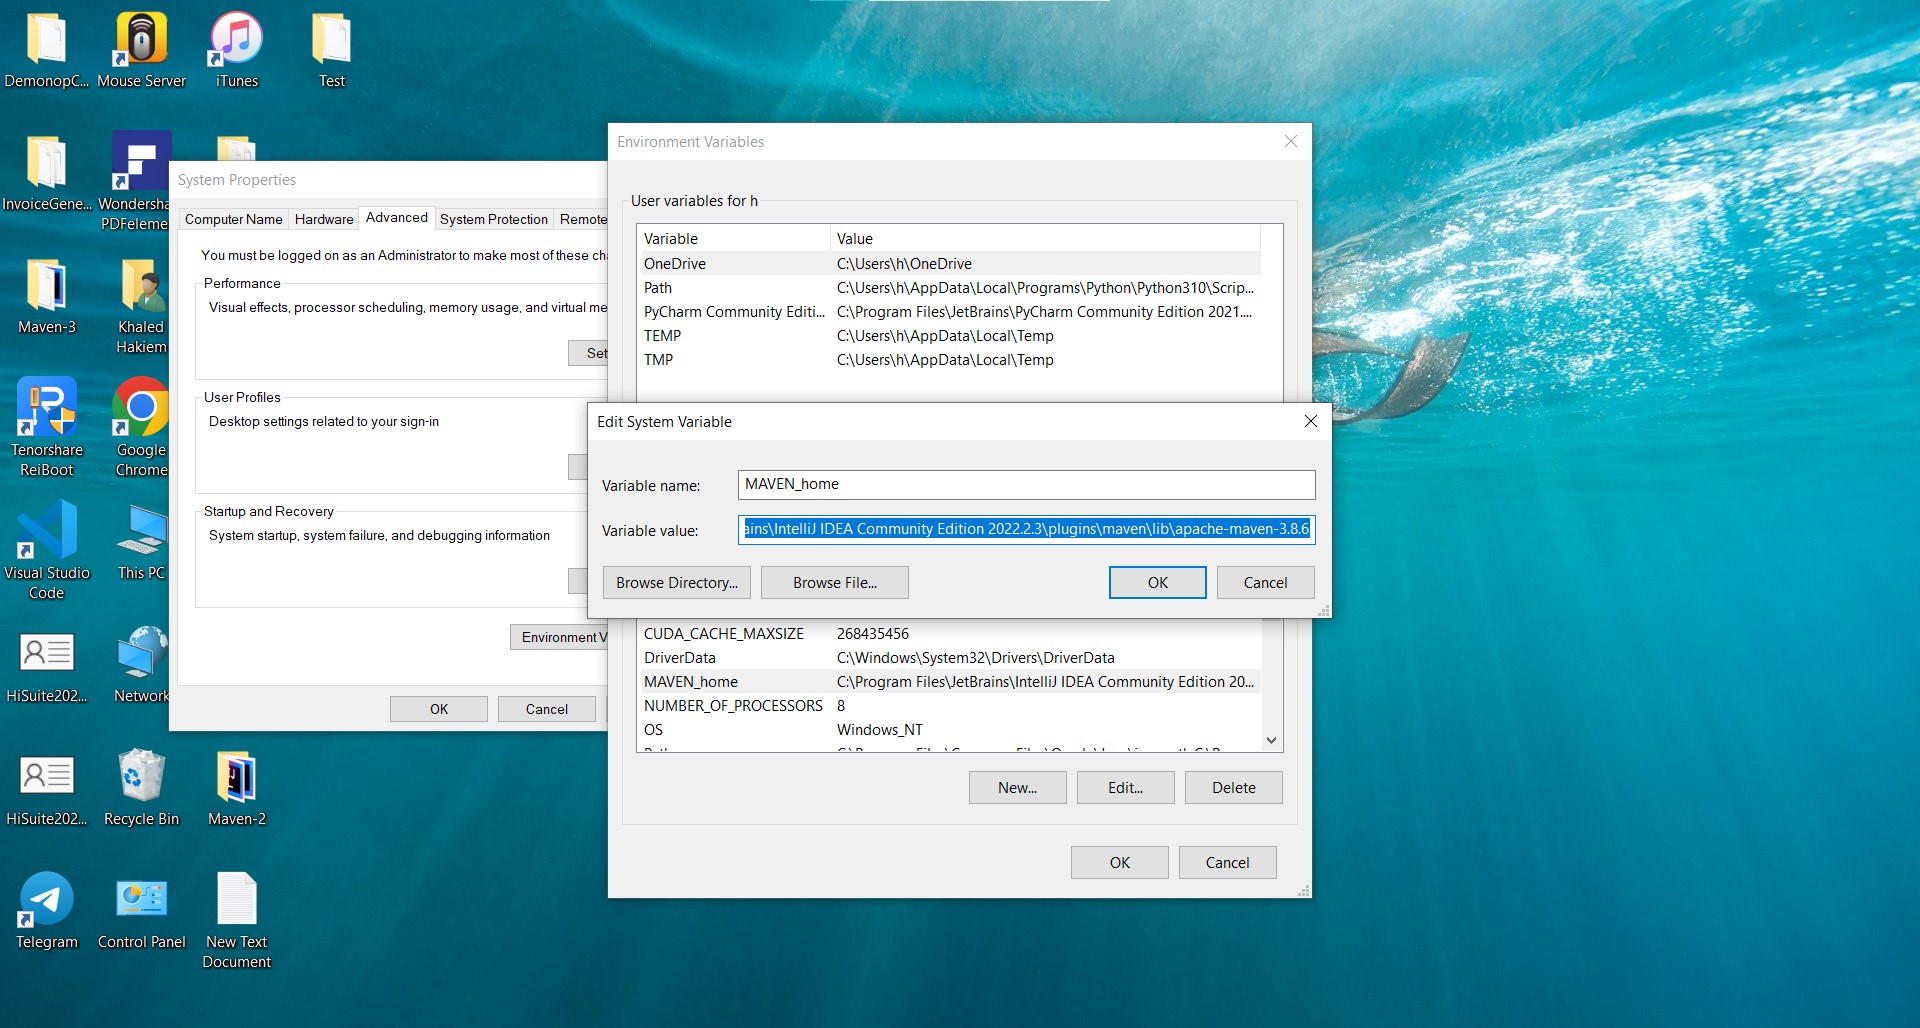 DemonopC...
Mouse Server
iTunes
Test
InvoiceGene...
Wondersha
PDFeleme
Maven-3
Khaled
Hakiem
Tenorshare
ReiBoot
Google
Chrome
Visual Studio
Code
This PC
HiSuite202...
Network
HiSuite202...
Recycle Bin
Maven-2
Telegram
Control Panel
New Text
Document
System Properties
Computer Name
Hardware
Advanced
System Protection
Remote
You must be logged on as an Administrator to make most of these cha
Performance
Visual effects, processor scheduling, memory usage, and virtual me
Set
User Profiles
Desktop settings related to your sign-in
Startup and Recovery
System startup, system failure, and debugging information
Environment V
OK
Cancel
Environment Variables
User variables for h
Variable Value
OneDrive C:\Users\h\OneDrive
Path C:\Users\h\AppData\Local\Programs\Python\Python310\Scrip...
PyCharm Community Editi... C:\Program Files\JetBrains\PyCharm Community Edition 2021....
TEMP C:\Users\h\AppData\Local\Temp
TMP C:\Users\h\AppData\Local\Temp
Edit System Variable
Variable name: MAVEN_home
Variable value: ains\IntelliJ IDEA Community Edition 2022.2.3\plugins\maven\lib\apache-maven-3.8.6
Browse Directory...
Browse File...
OK
Cancel
CUDA_CACHE_MAXSIZE 268435456
DriverData C:\Windows\System32\Drivers\DriverData
MAVEN_home C:\Program Files\JetBrains\IntelliJ IDEA Community Edition 20...
NUMBER_OF_PROCESSORS 8
OS Windows_NT
New...
Edit...
Delete
OK
Cancel